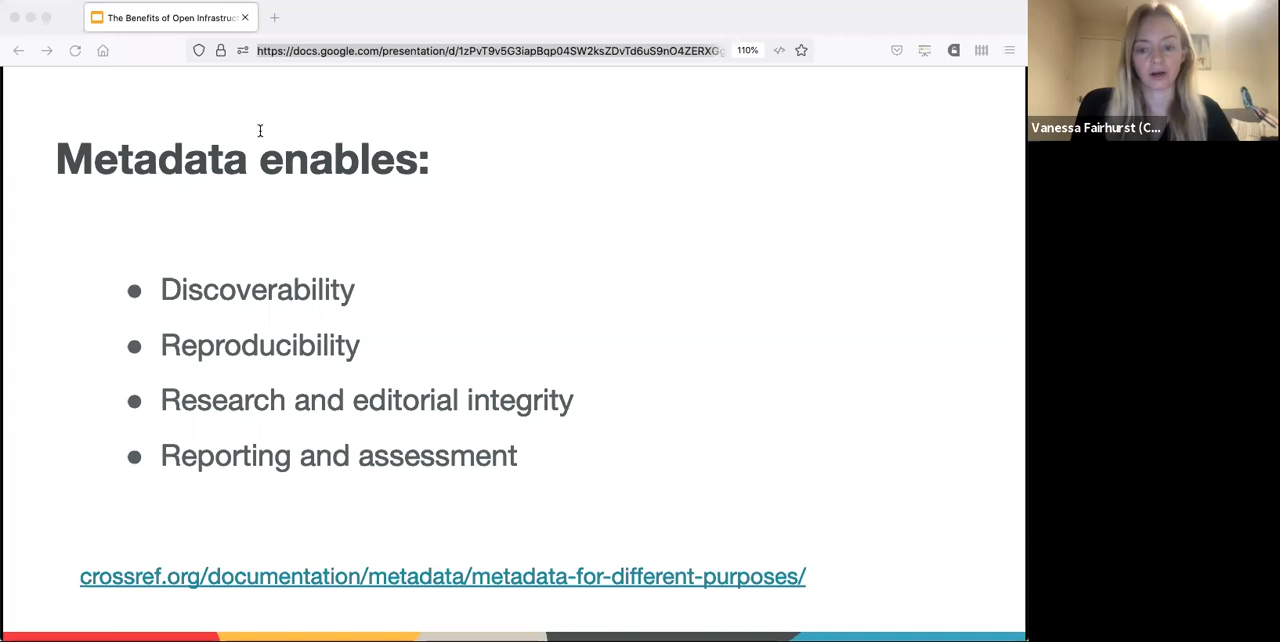 The Benefits of Open Infrastruct
https://docs.google.com/presentation/d/1zPvT9v5G3iapBqp04SW2ksZDvTd6uS9nO4ZERXGg
110%
Vanessa Fairhurst (C...
Metadata enables:
● Discoverability
● Reproducibility
● Research and editorial integrity
● Reporting and assessment
crossref.org/documentation/metadata/metadata-for-different-purposes/